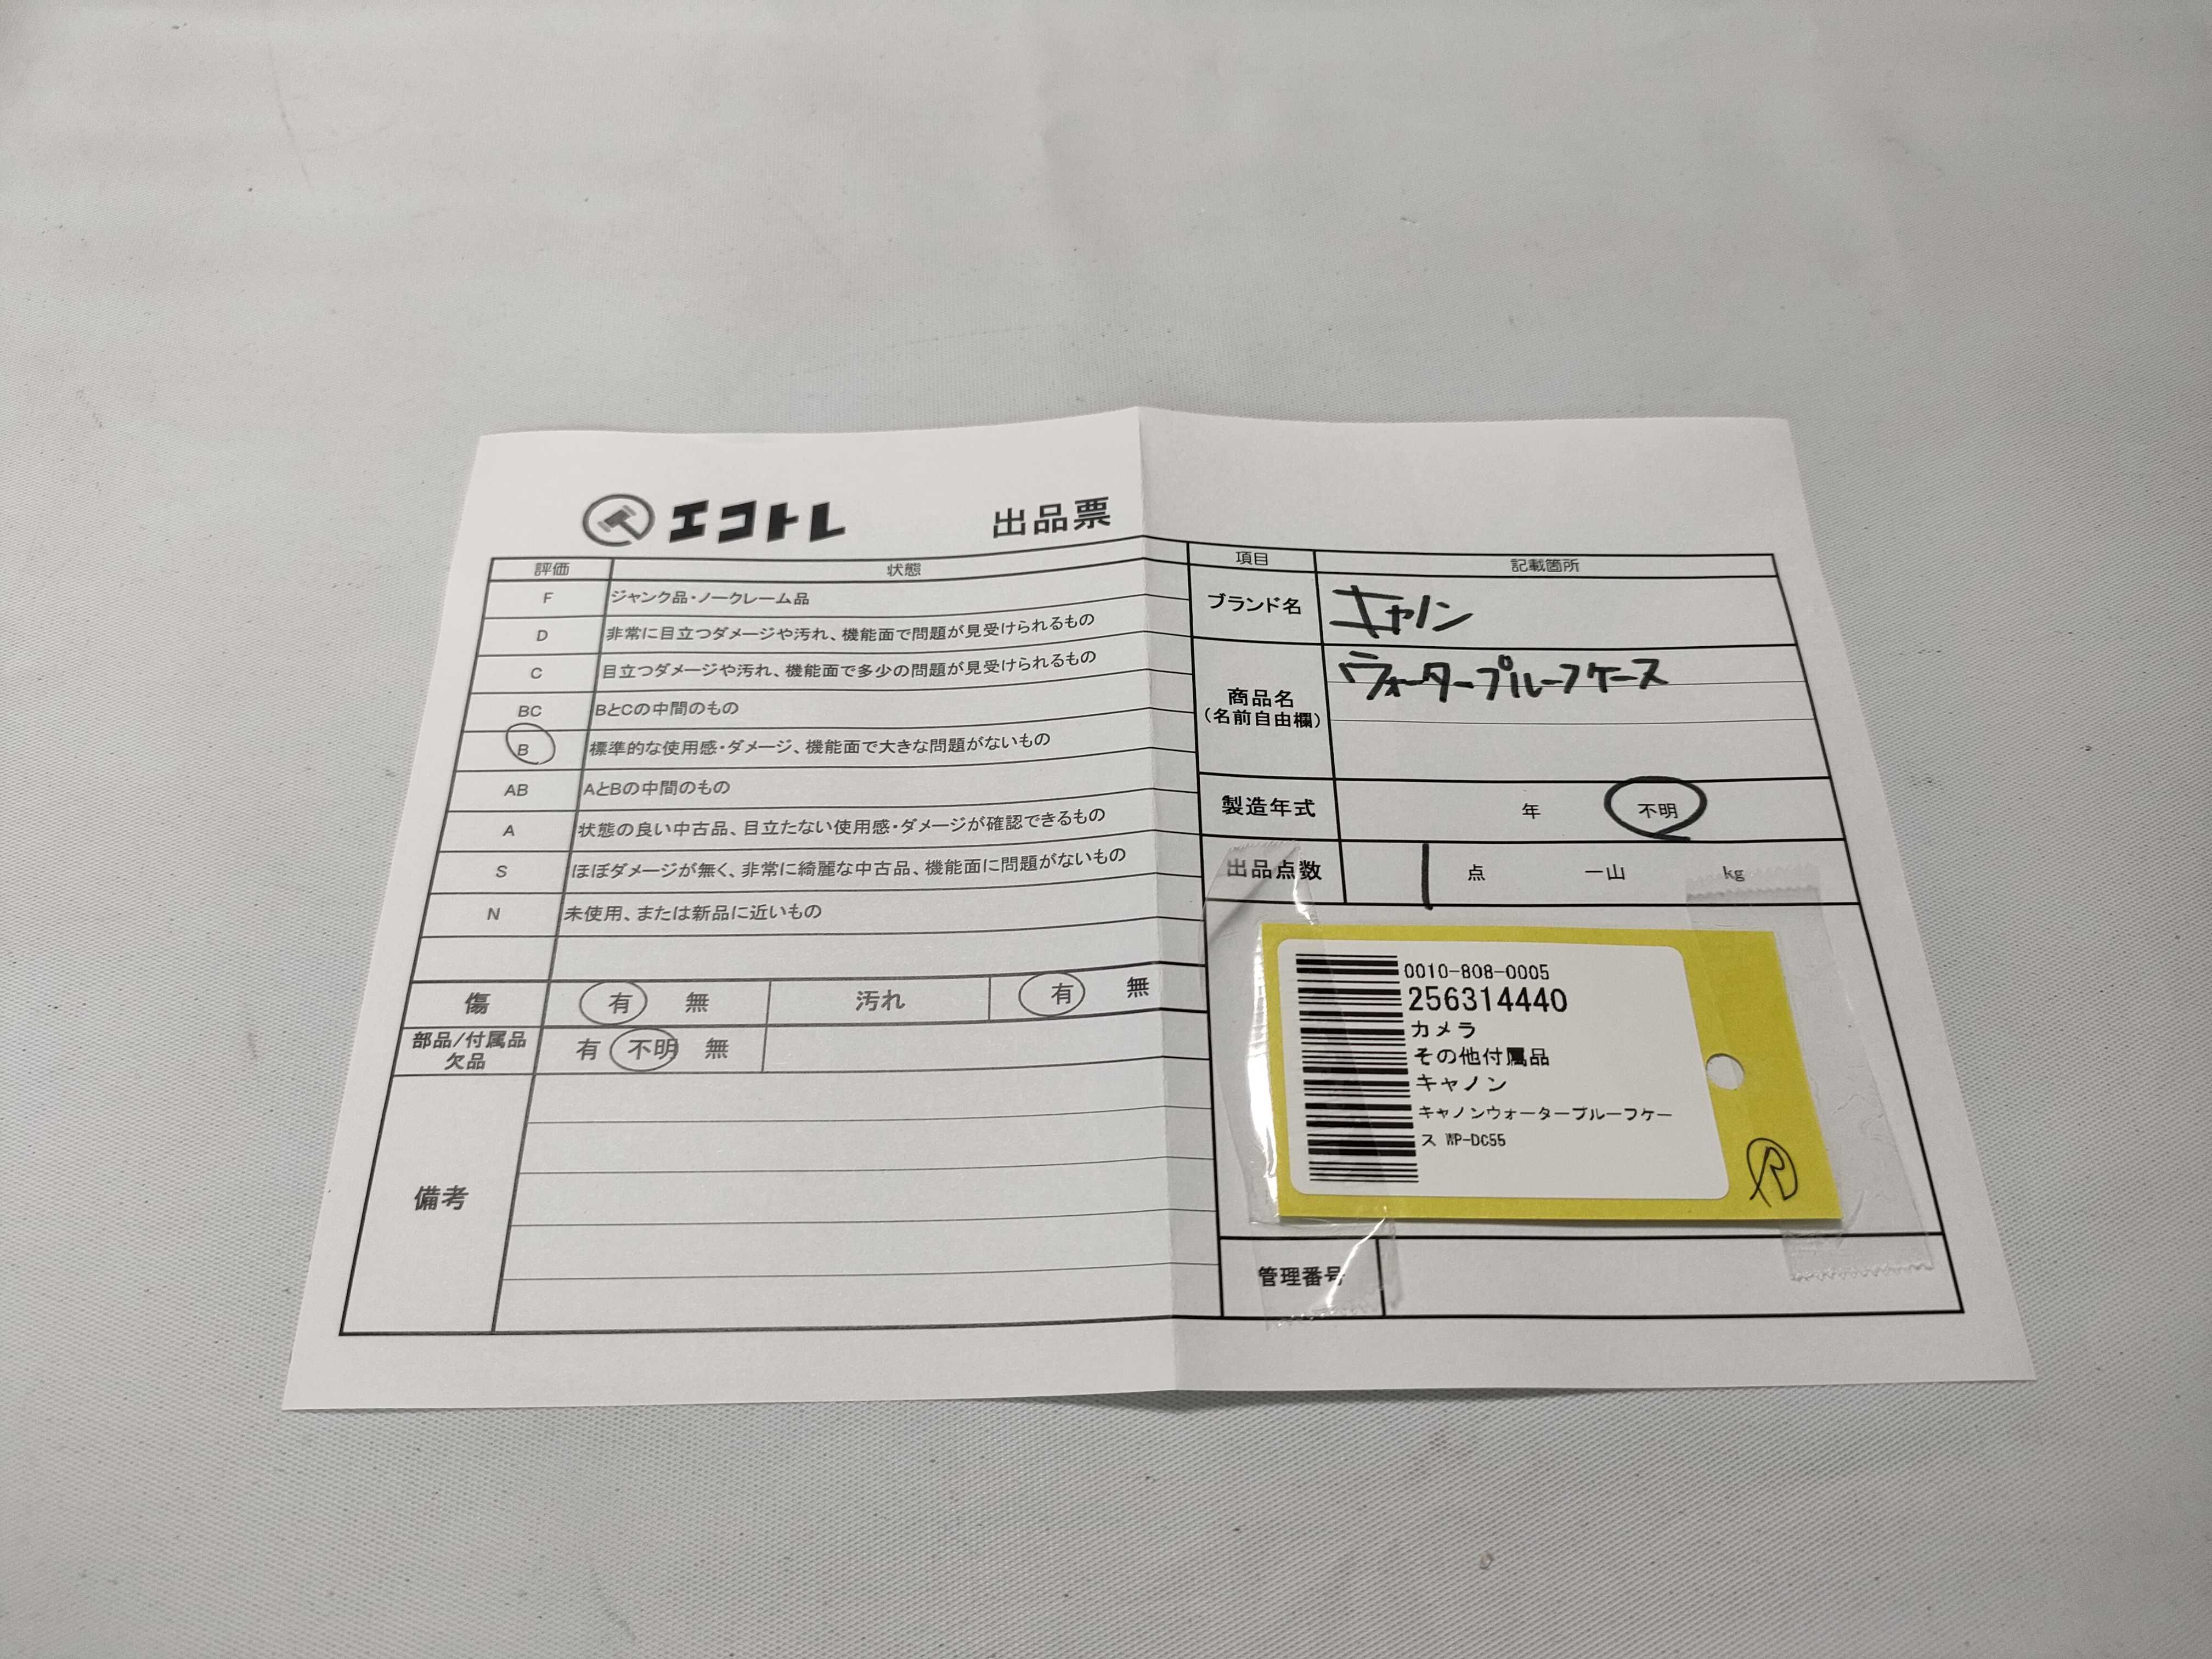 エコトレ 出品票
評価 状態
F ジャンク品・ノークレーム品
D 非常に目立つダメージや汚れ、機能面で問題が見受けられるもの
C 目立つダメージや汚れ、機能面で多少の問題が見受けられるもの
BC BとCの中間のもの
B 標準的な使用感・ダメージ、機能面で大きな問題がないもの
AB AとBの中間のもの
A 状態の良い中古品、目立たない使用感・ダメージが確認できるもの
S ほぼダメージが無く、非常に綺麗な中古品、機能面に問題がないもの
N 未使用、または新品に近いもの
傷 有 無 汚れ 有 無
部品/付属品
欠品
有 不明 無
備考
項目 記載箇所
ブランド名 キャノン
商品名
(名前自由欄)
ウォータープルーフケース
製造年式 年 不明
出品点数 1 点 一山 kg
0010-808-0005
256314440
カメラ
その他付属品
キャノン
キャノンウォータープルーフケー
ス WP-DC55
R
管理番号